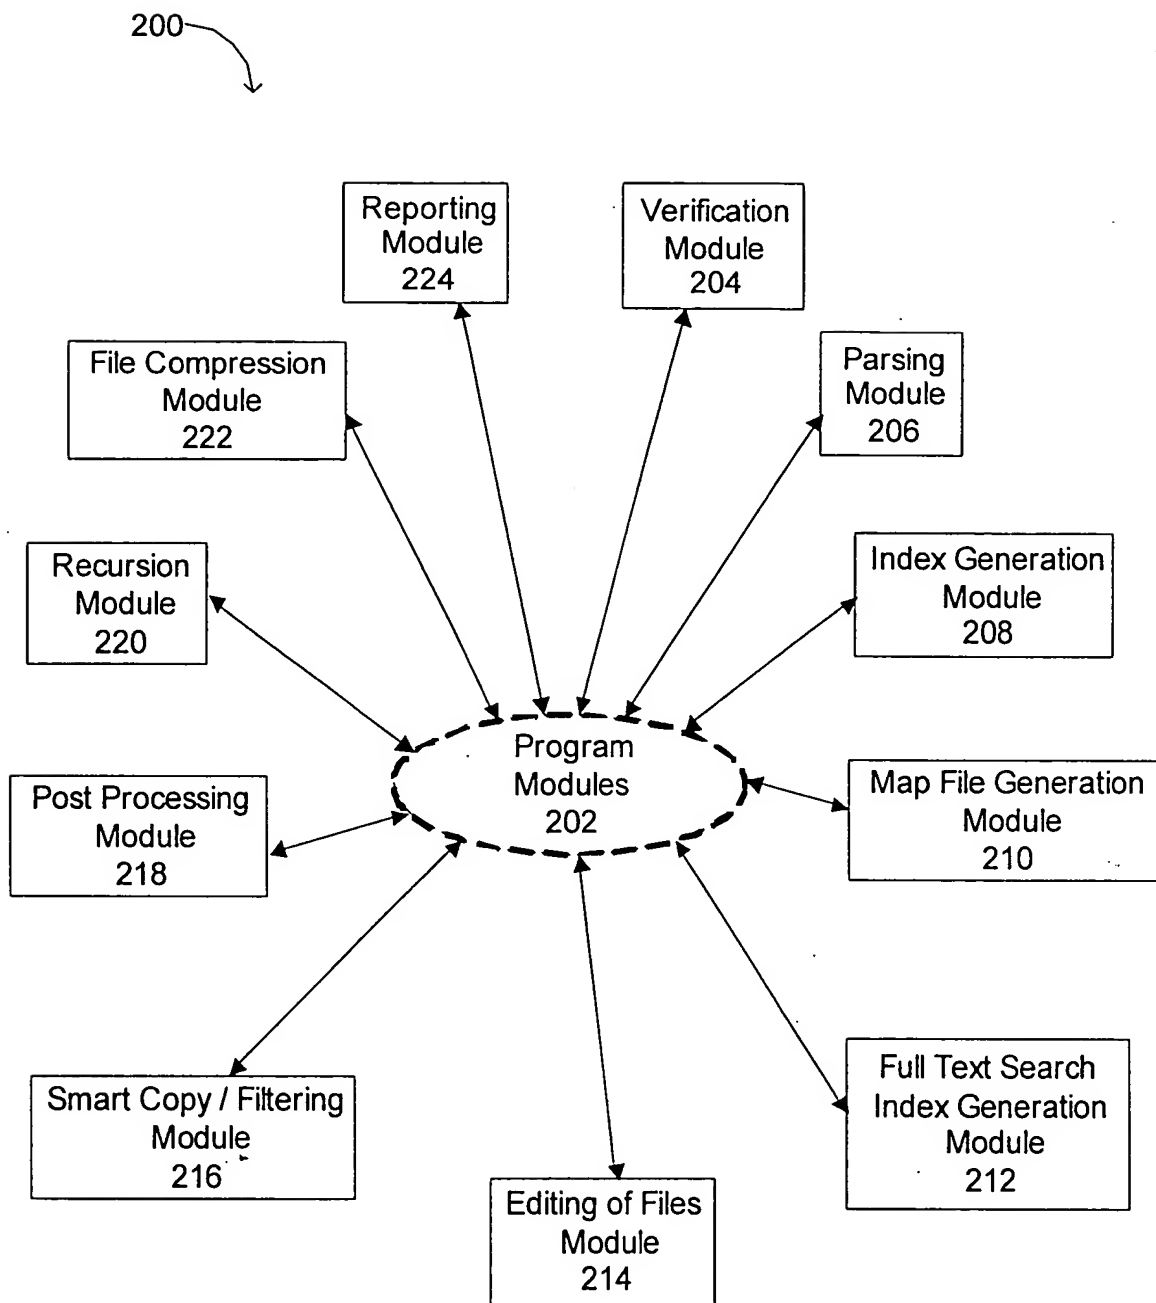 200
Reporting
Module
224
Verification
Module
204
File Compression
Module
222
Parsing
Module
206
Recursion
Module
220
Index Generation
Module
208
Program
Modules
202
Post Processing
Module
218
Map File Generation
Module
210
Smart Copy / Filtering
Module
216
Full Text Search
Index Generation
Module
212
Editing of Files
Module
214